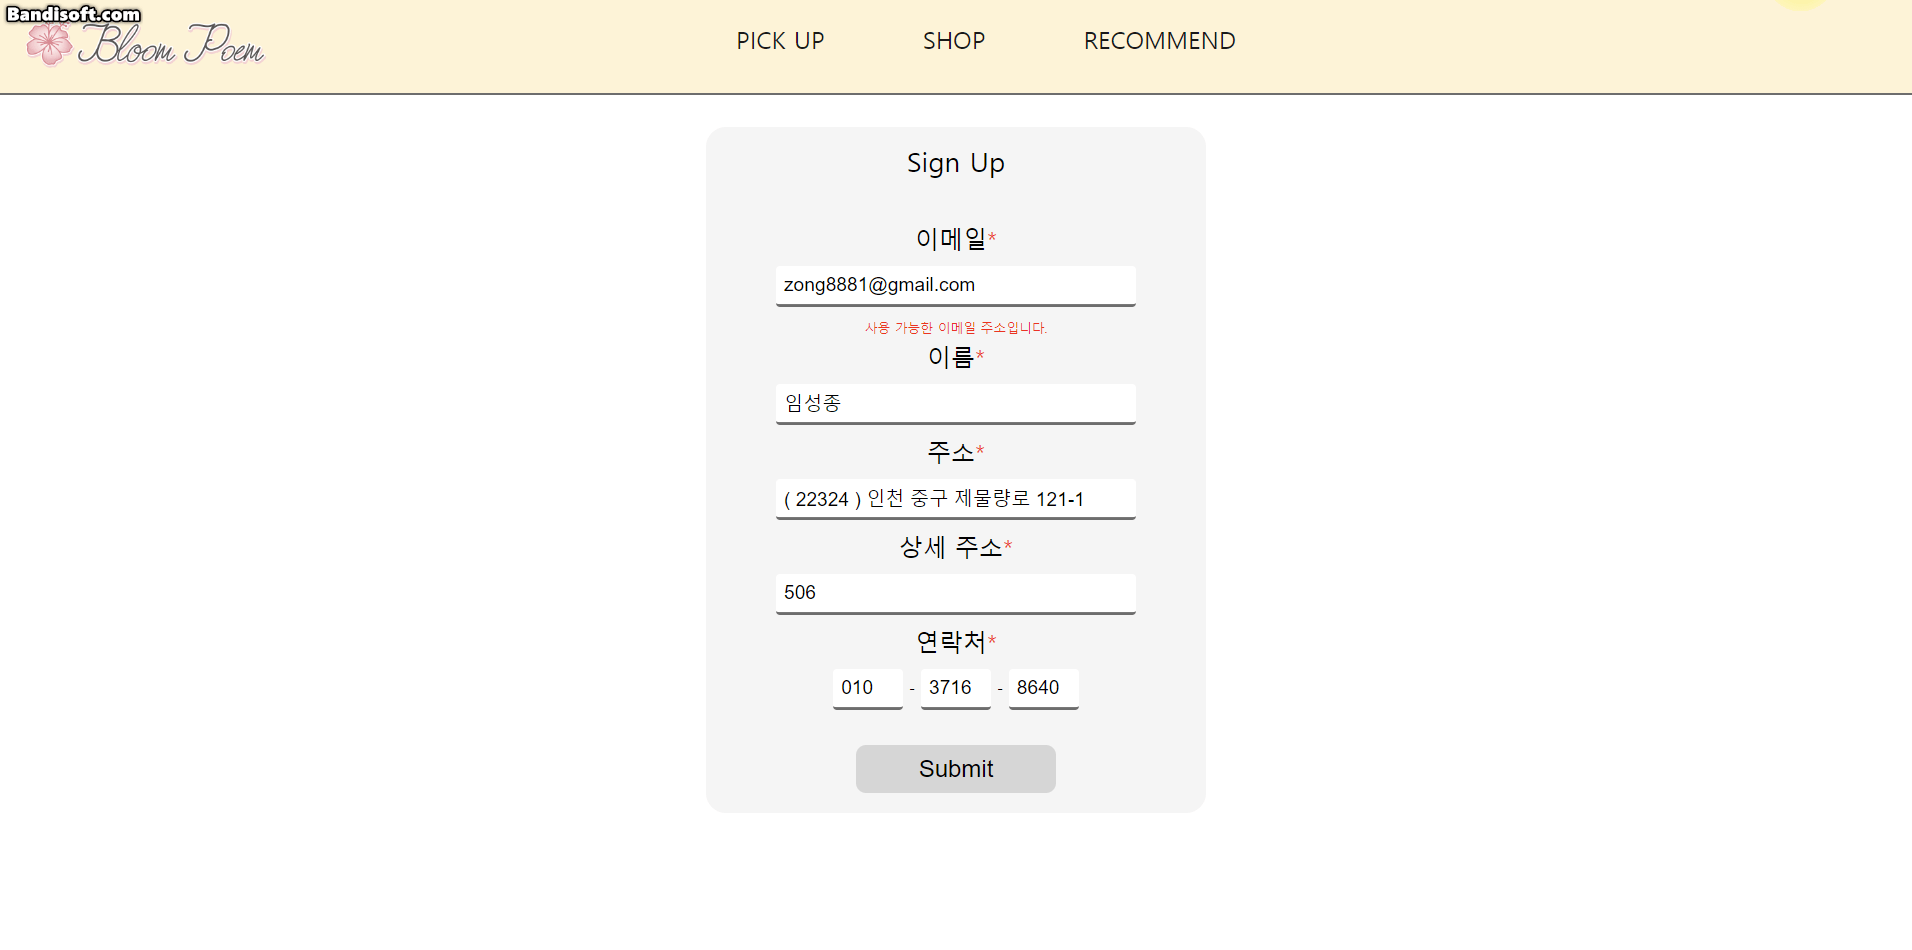 Bandisoft.com
Bloom Poem
PICK UP SHOP RECOMMEND
Sign Up
이메일*
zong8881@gmail.com
사용 가능한 이메일 주소입니다.
이름*
임성종
주소*
( 22324 ) 인천 중구 제물량로 121-1
상세 주소*
506
연락처*
010 - 3716 - 8640
Submit